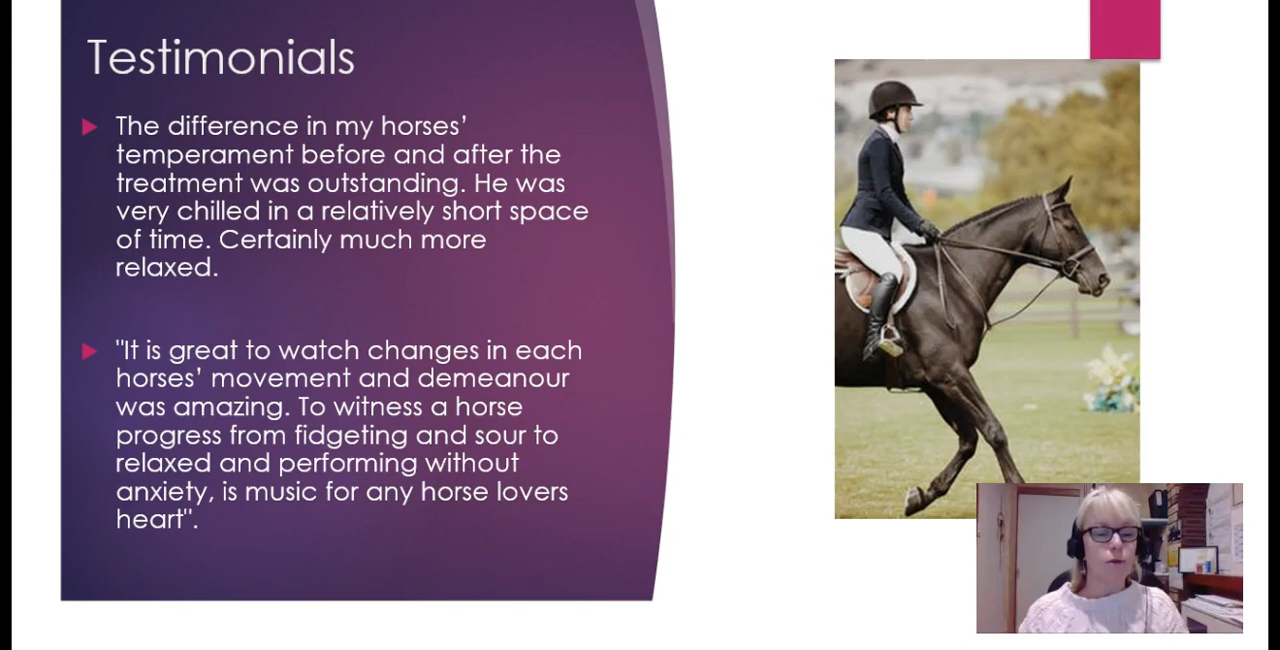 Testimonials
The difference in my horses’
temperament before and after the
treatment was outstanding. He was
very chilled in a relatively short space
of time. Certainly much more
relaxed.
"It is great to watch changes in each
horses’ movement and demeanour
was amazing. To witness a horse
progress from fidgeting and sour to
relaxed and performing without
anxiety, is music for any horse lovers
heart".